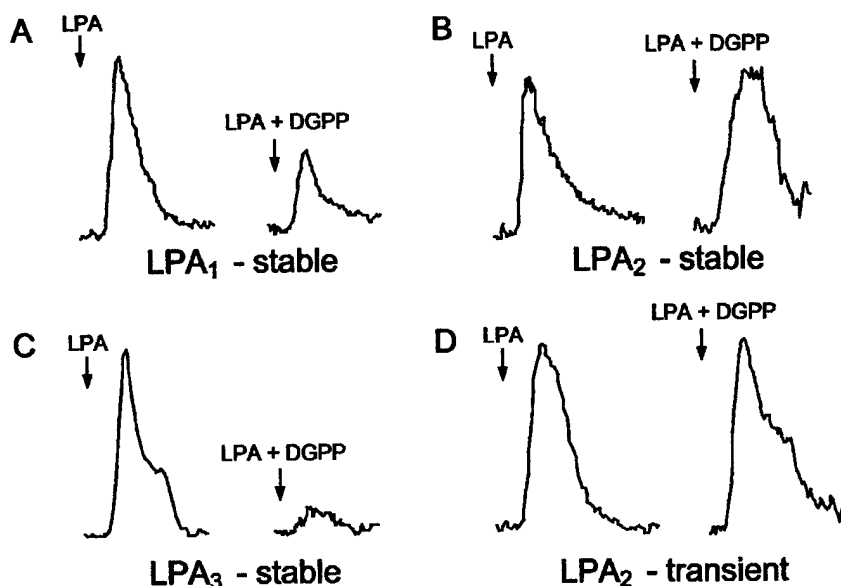 A
LPA
LPA + DGPP
LPA₁ - stable
B
LPA
LPA + DGPP
LPA₂ - stable
C
LPA
LPA + DGPP
LPA₃ - stable
D
LPA
LPA + DGPP
LPA₂ - transient